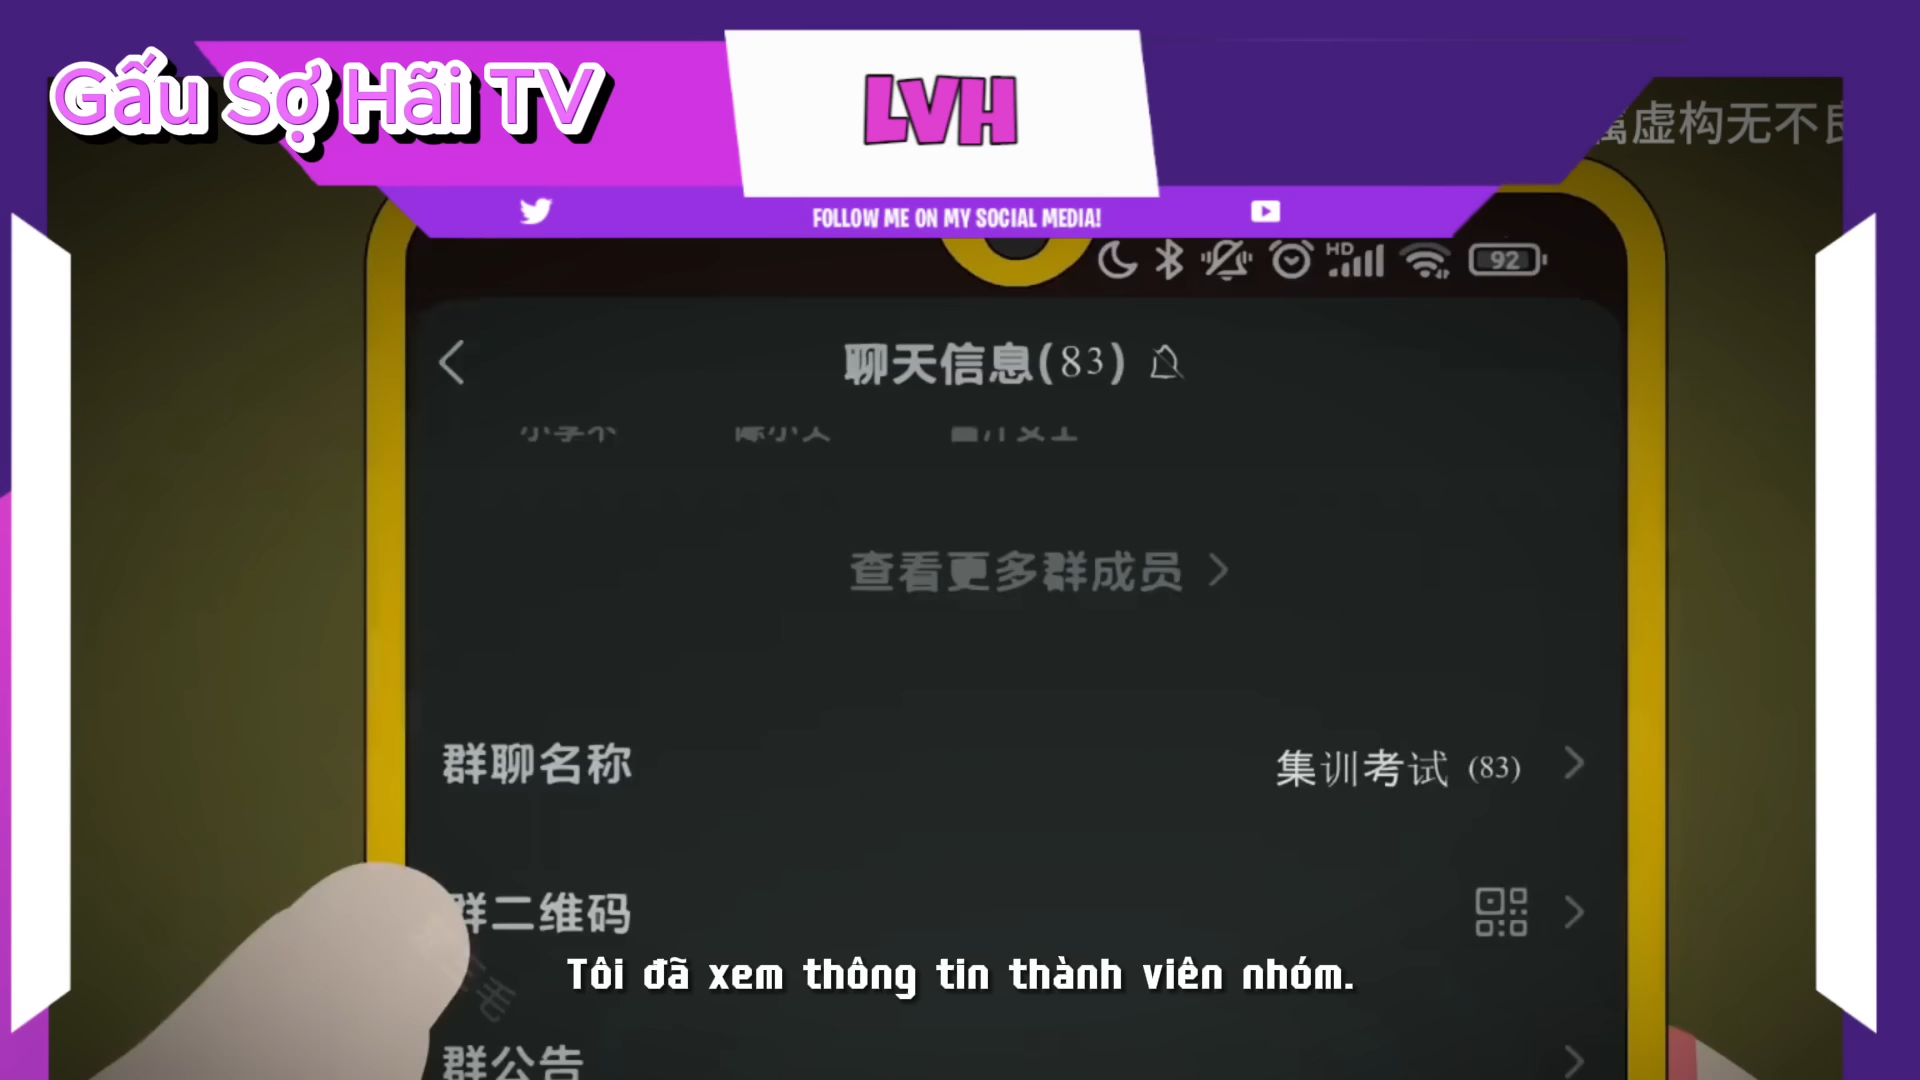 Gấu Sợ Hãi TV
LVH
属虚构无不良
FOLLOW ME ON MY SOCIAL MEDIA!
HD
92
聊天信息(83)
查看更多群成员
群聊名称
集训考试 (83)
群二维码
Tôi đã xem thông tin thành viên nhóm.
群公告